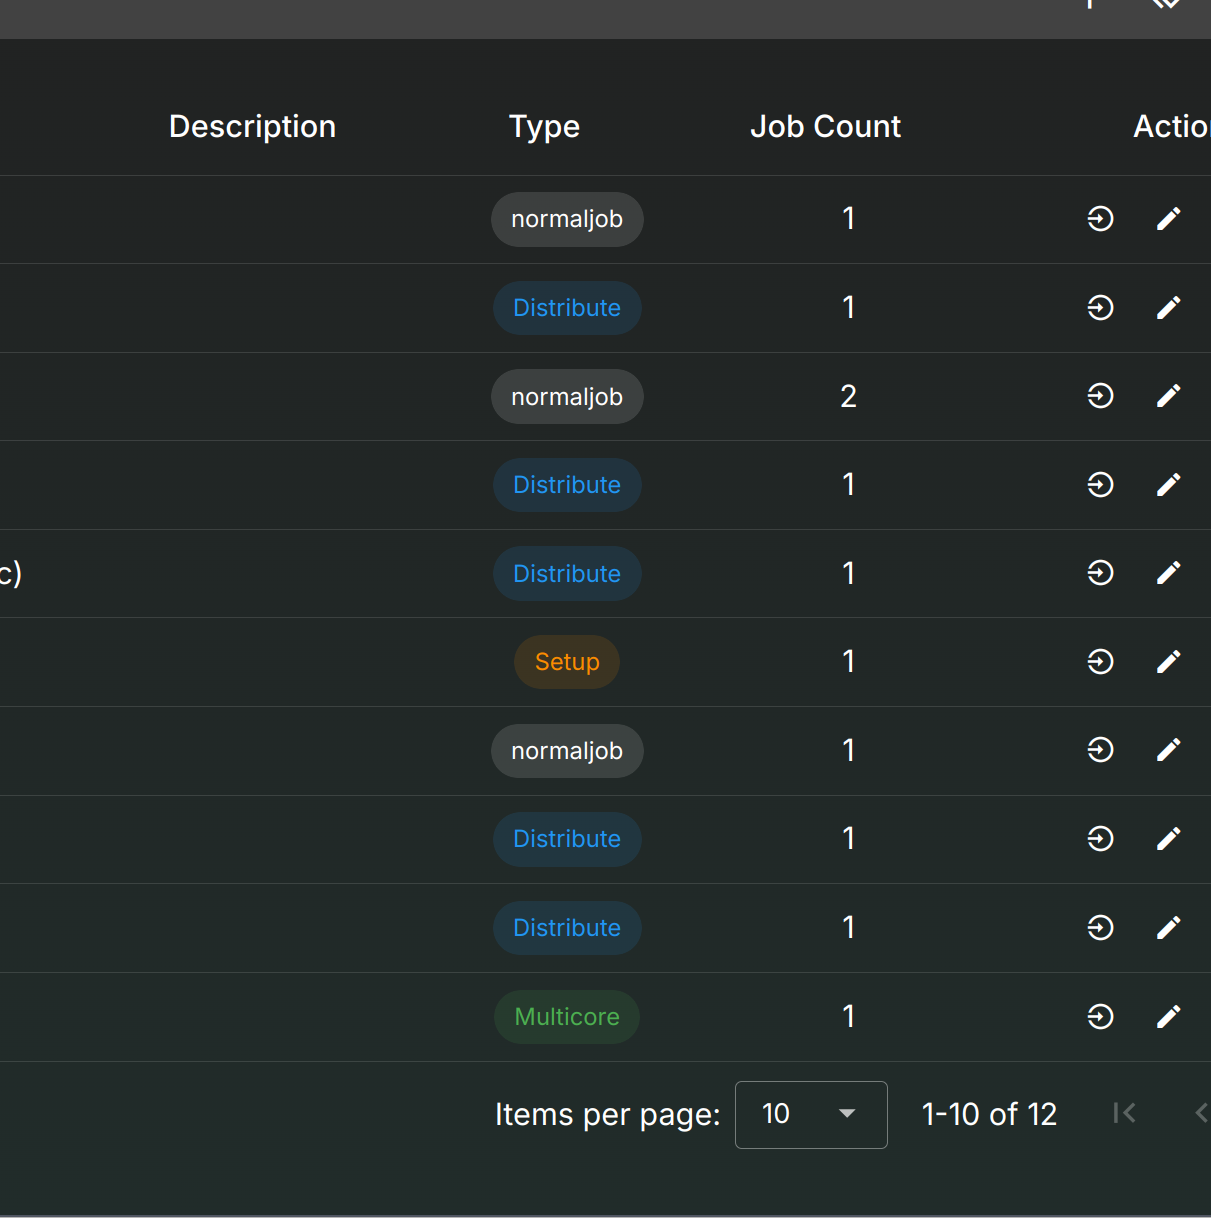 Description Type Job Count
normaljob 1
Distribute 1
normaljob 2
Distribute 1
c) Distribute 1
Setup 1
normaljob 1
Distribute 1
Distribute 1
Multicore 1
Items per page: 10 1-10 of 12